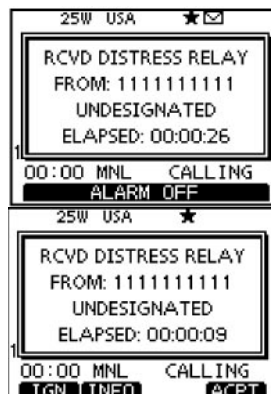 25W USA
RCVD DISTRESS RELAY
FROM: 1111111111
UNDESIGNATED
ELAPSED: 00:00:26
1
00:00 MNL CALLING
ALARM OFF
25W USA
RCVD DISTRESS RELAY
FROM: 1111111111
UNDESIGNATED
ELAPSED: 00:00:09
1
00:00 MNL CALLING
IGN INFO ACPT